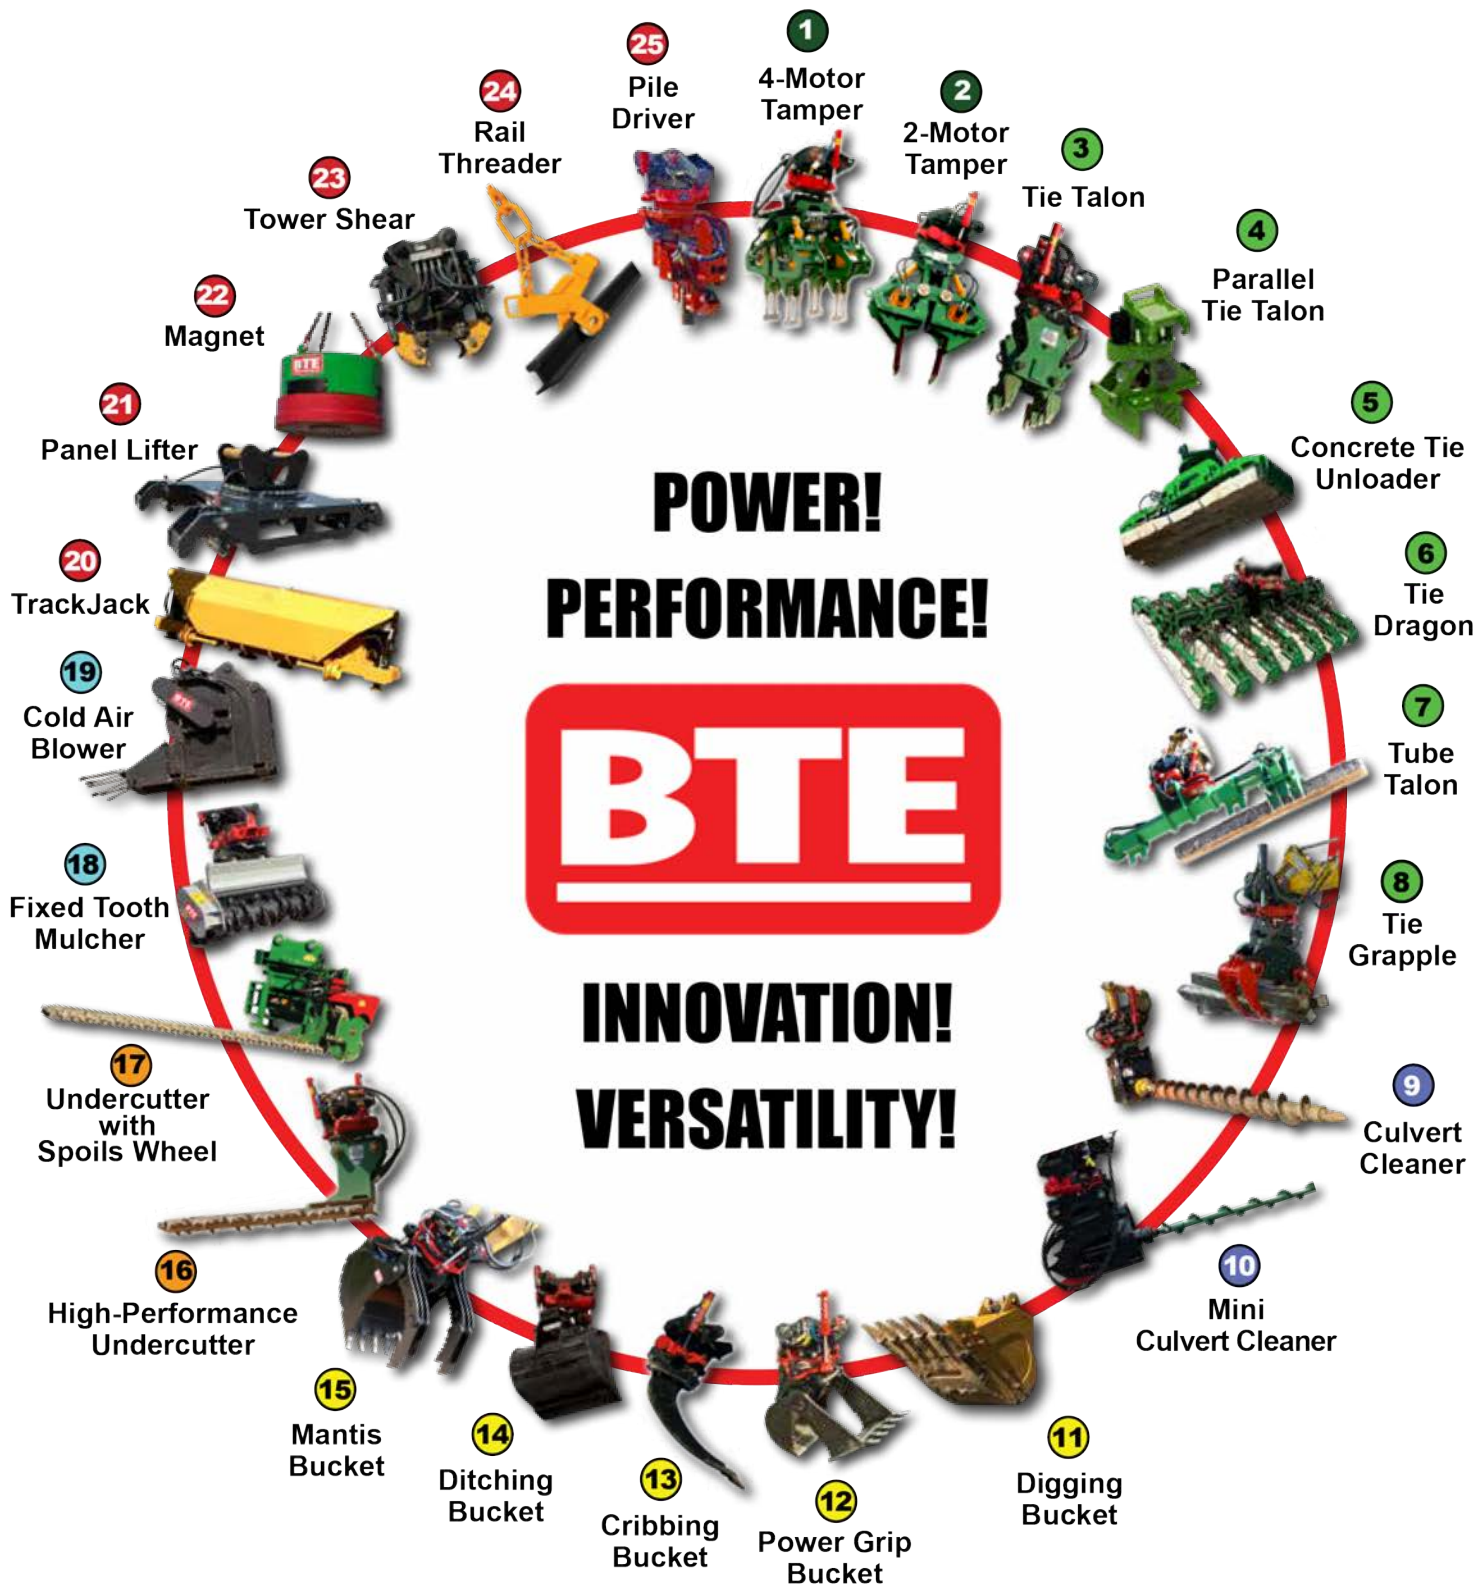 1
4-Motor
Tamper
2
2-Motor
Tamper
3
Tie Talon
4
Parallel
Tie Talon
5
Concrete Tie
Unloader
6
Tie
Dragon
7
Tube
Talon
8
Tie
Grapple
9
Culvert
Cleaner
10
Mini
Culvert Cleaner
11
Digging
Bucket
12
Power Grip
Bucket
13
Cribbing
Bucket
14
Ditching
Bucket
15
Mantis
Bucket
16
High-Performance
Undercutter
17
Undercutter
with
Spoils Wheel
18
Fixed Tooth
Mulcher
19
Cold Air
Blower
20
TrackJack
21
Panel Lifter
22
Magnet
23
Tower Shear
24
Rail
Threader
25
Pile
Driver
BTE
BTE
BTE
POWER!
PERFORMANCE!
BTE
INNOVATION!
VERSATILITY!